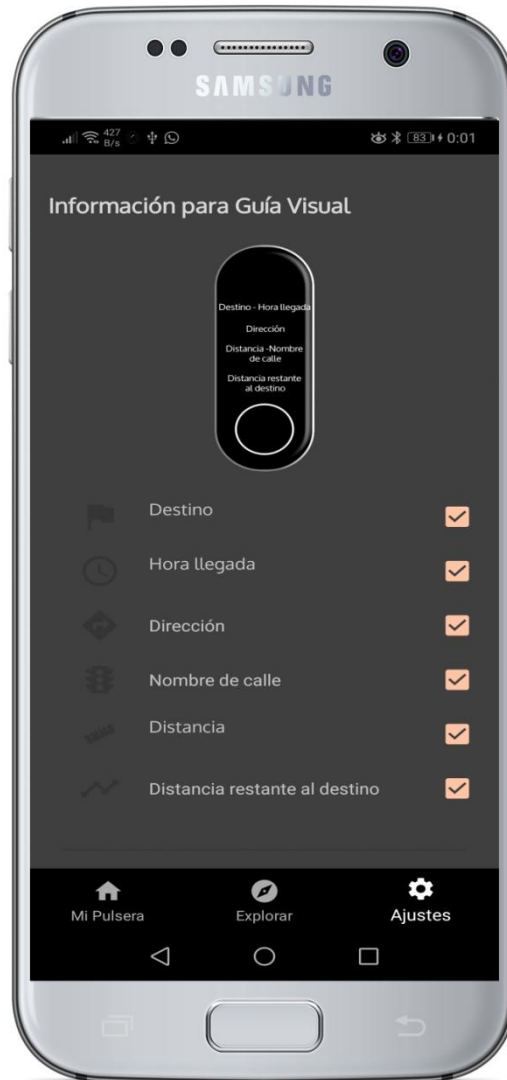 SAMSUNG
427 B/s 83 0:01
Información para Guía Visual
Destino - Hora llegada
Dirección
Distancia -Nombre
de calle
Distancia restante
al destino
Destino
Hora llegada
Dirección
Nombre de calle
Distancia
Distancia restante al destino
Mi Pulsera Explorar Ajustes